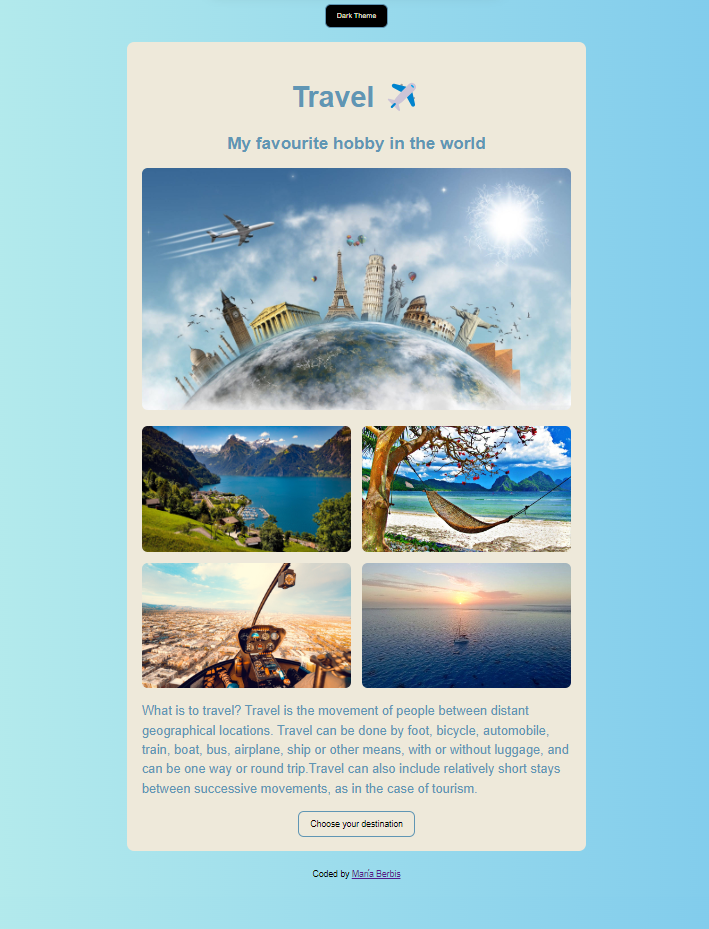 Dark Theme
Travel ✈️
My favourite hobby in the world
What is to travel? Travel is the movement of people between distant
geographical locations. Travel can be done by foot, bicycle, automobile,
train, boat, bus, airplane, ship or other means, with or without luggage, and
can be one way or round trip.Travel can also include relatively short stays
between successive movements, as in the case of tourism.
Choose your destination
Coded by María Berbis